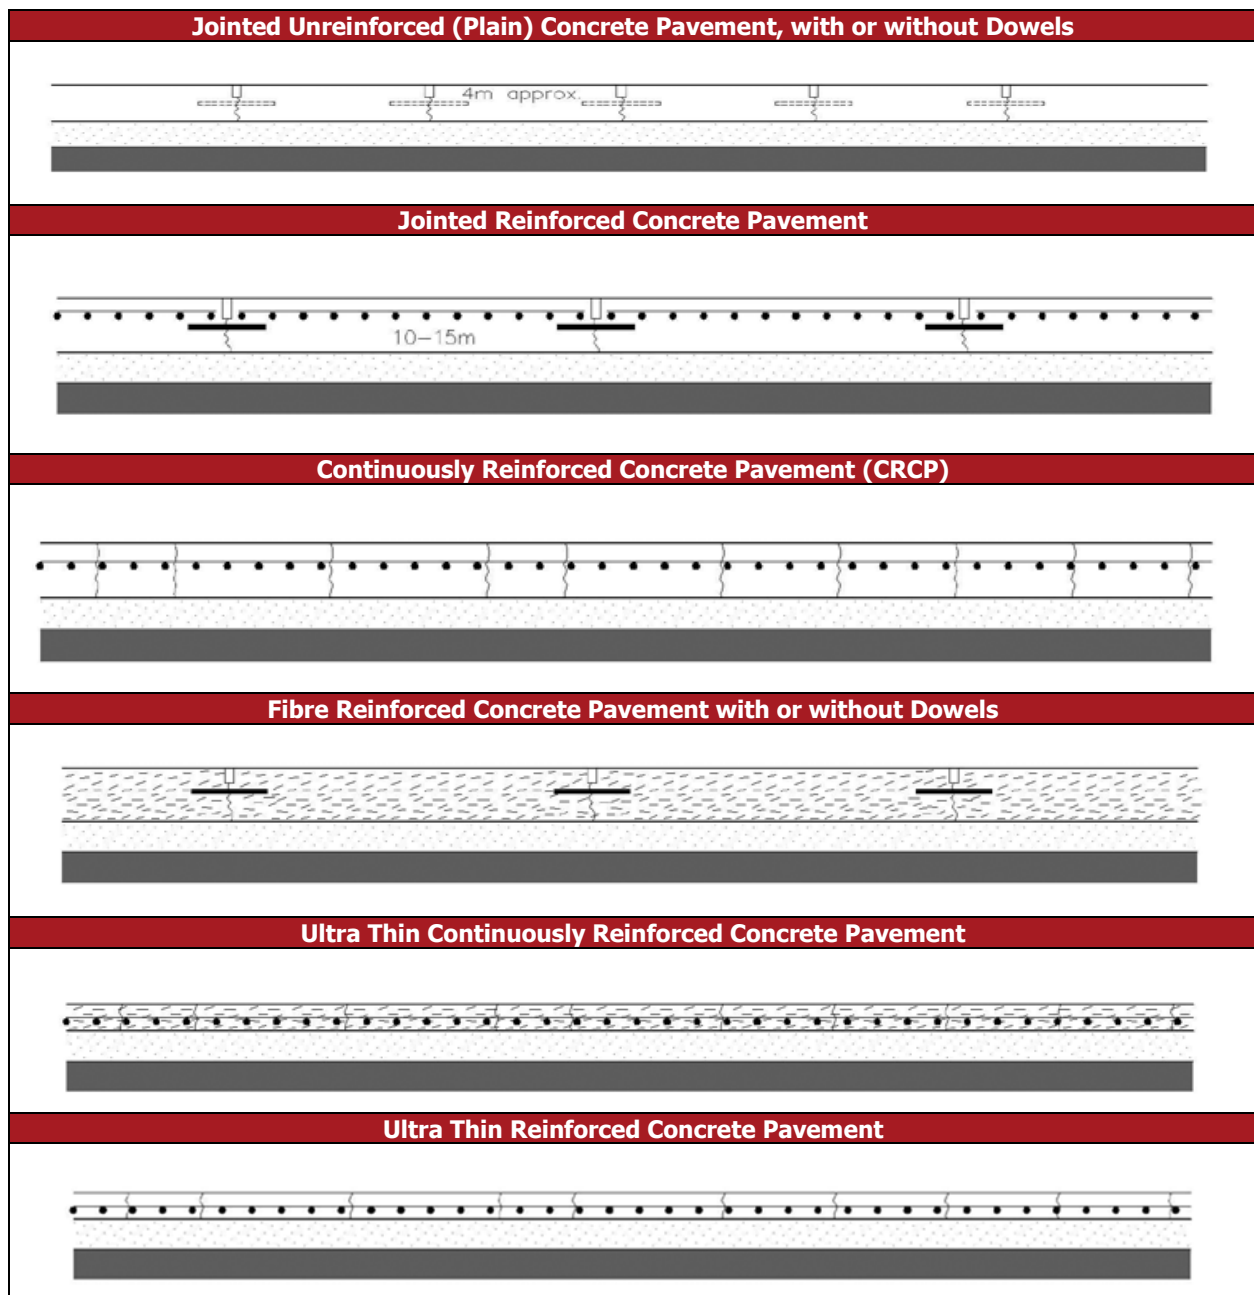 Jointed Unreinforced (Plain) Concrete Pavement, with or without Dowels
4m approx.
Jointed Reinforced Concrete Pavement
10-15m
Continuously Reinforced Concrete Pavement (CRCP)
Fibre Reinforced Concrete Pavement with or without Dowels
Ultra Thin Continuously Reinforced Concrete Pavement
Ultra Thin Reinforced Concrete Pavement